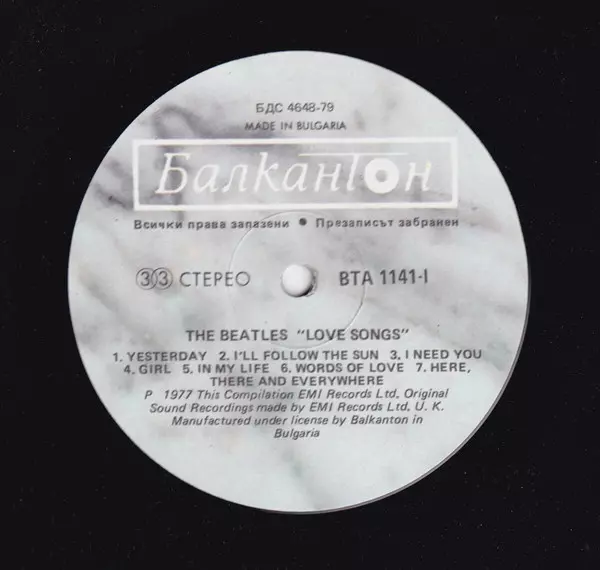 БДС 4648-79
MADE IN BULGARIA
Балкантон
Всички права запазени • Презаписът забранен
33 СТЕРЕО
ВТА 1141-I
THE BEATLES "LOVE SONGS"
1. YESTERDAY 2. I'LL FOLLOW THE SUN 3. I NEED YOU
4. GIRL 5. IN MY LIFE 6. WORDS OF LOVE 7. HERE,
THERE AND EVERYWHERE
P 1977 This Compilation EMI Records Ltd. Original
Sound Recordings made by EMI Records Ltd. U. K.
Manufactured under license by Balkanton in
Bulgaria